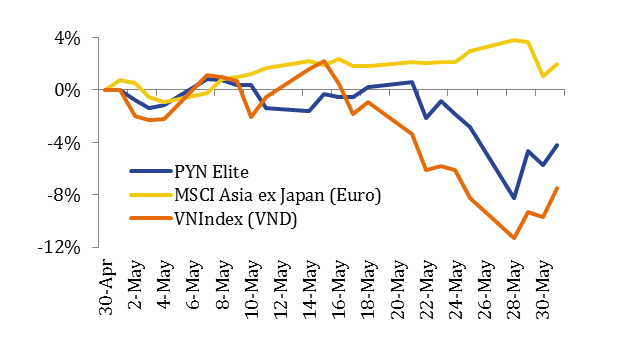 4%
0%
-4%
-8%
-12%
PYN Elite
MSCI Asia ex Japan (Euro)
VNIndex (VND)
30-Apr
2-May
4-May
6-May
8-May
10-May
12-May
14-May
16-May
18-May
20-May
22-May
24-May
26-May
28-May
30-May